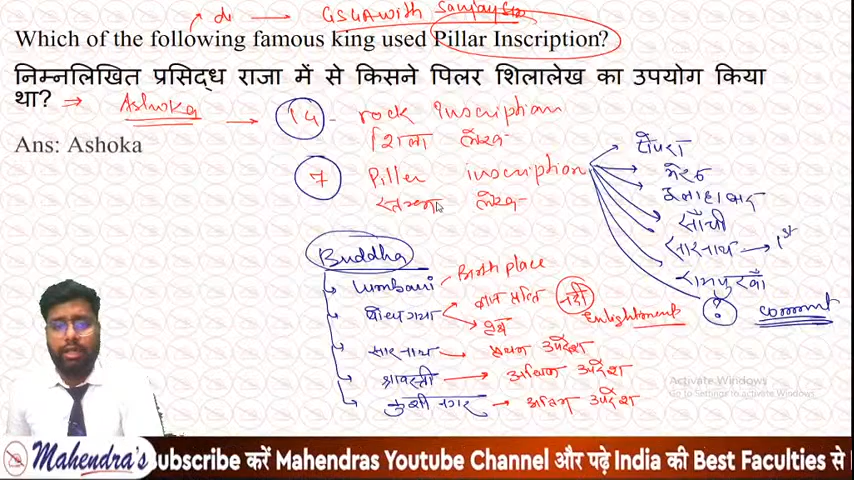 GSGA with Sanjay Sir
Which of the following famous king used Pillar Inscription?
निम्नलिखित प्रसिद्ध राजा में से किसने पिलर शिलालेख का उपयोग किया
था? → Ashoka → 14 - rock Inscription
शिला लेख
Ans: Ashoka
7 Piller inscription
स्तम्भ लेख
टोपरा
मेरठ
इलाहाबाद
साँची
सारनाथ → 1st
रामपुरवाँ
? comment
Buddha
Lumbani - Birth place
बोध गया नदी
वृक्ष Enlightment
सारनाथ → प्रथम उपदेश
श्रावस्ती → अधिक उपदेश
कुशीनगर → अंतिम उपदेश
Activate Windows
Go to Settings to activate Windows.
Mahendra's
Subscribe करें Mahendras Youtube Channel और पढ़े India की Best Faculties से